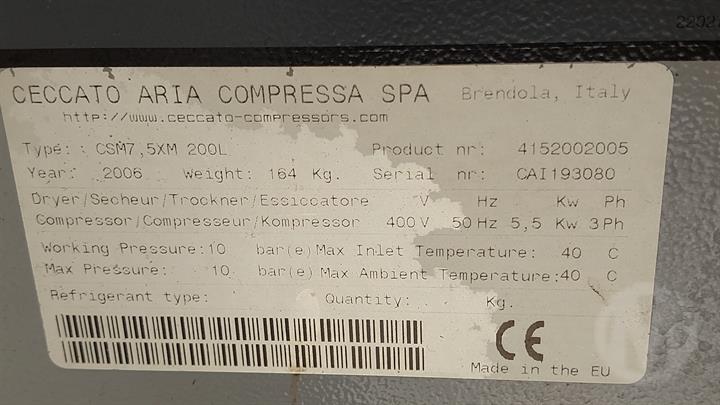 CECCATO ARIA COMPRESSA SPA Brendola, Italy
http://www.ceccato-compressors.com
Type: : CSM7,5XM 200L Product nr: 4152002005
Year: 2006 Weight: 164 Kg. Serial nr: CAI193080
Dryer/Secheur/Trockner/Essiccatore V Hz Kw Ph
Compressor/Compresseur/Kompressor 400 V 50 Hz 5,5 Kw 3 Ph
Working Pressure:10 bar(e) Max Inlet Temperature: 40 C
Max Pressure: 10 bar(e) Max Ambient Temperature:40 C
Refrigerant type: Quantity: Kg.
CE
Made in the EU